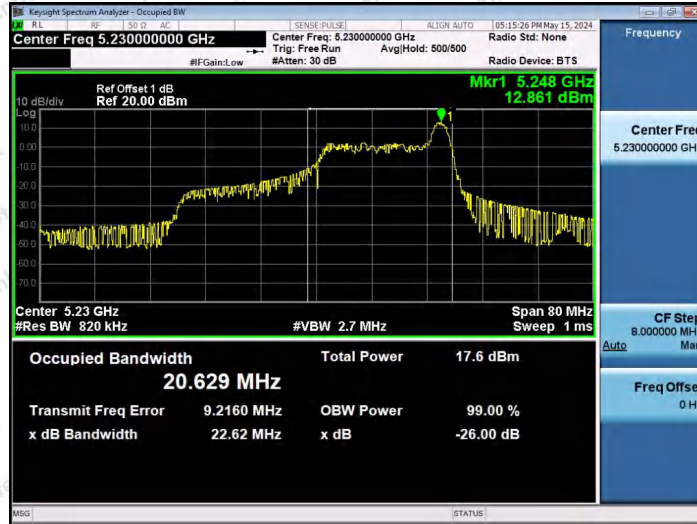 Keysight Spectrum Analyzer - Occupied BW
RL RF 50 Ω AC SENSE:PULSE ALIGN AUTO 05:15:26 PM May 15, 2024
Center Freq 5.230000000 GHz
Center Freq: 5.230000000 GHz
Radio Std: None
Trig: Free Run Avg|Hold: 500/500
#IFGain:Low #Atten: 30 dB Radio Device: BTS
Frequency
Mkr1 5.248 GHz
12.861 dBm
Ref Offset 1 dB
10 dB/div Ref 20.00 dBm
Log
1
10.0
0.00
-10.0
-20.0
-30.0
-40.0
-50.0
-60.0
-70.0
Center 5.23 GHz Span 80 MHz
#Res BW 820 kHz #VBW 2.7 MHz Sweep 1 ms
Occupied Bandwidth Total Power 17.6 dBm
20.629 MHz
Transmit Freq Error 9.2160 MHz OBW Power 99.00 %
x dB Bandwidth 22.62 MHz x dB -26.00 dB
Center Fre
5.230000000 GH
CF Ste
8.000000 MH
Auto Ma
Freq Offse
0 H
MSG STATUS